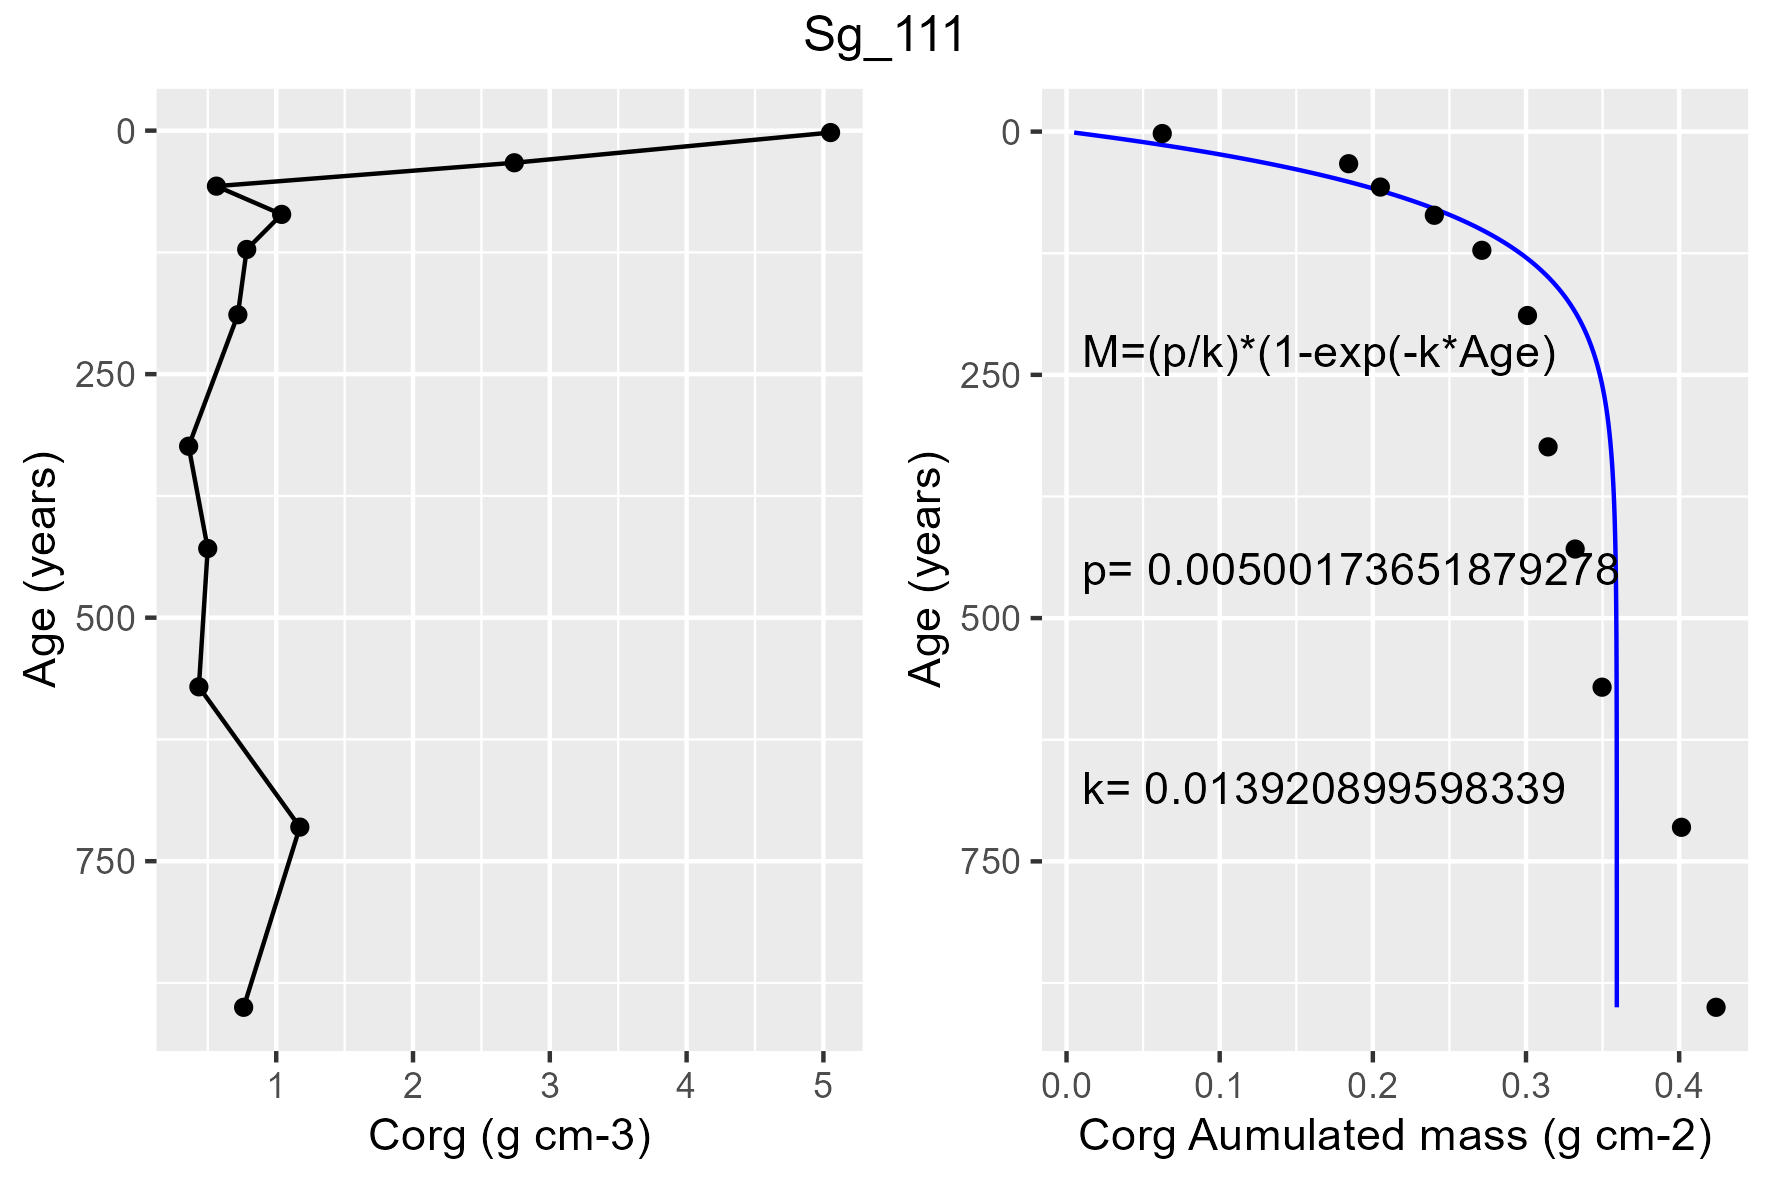 Sg_111
0
250
500
750
Age (years)
1
2
3
4
5
Corg (g cm-3)
0
250
500
750
Age (years)
M=(p/k)*(1-exp(-k*Age)
p= 0.00500173651879278
k= 0.013920899598339
0.0
0.1
0.2
0.3
0.4
Corg Aumulated mass (g cm-2)